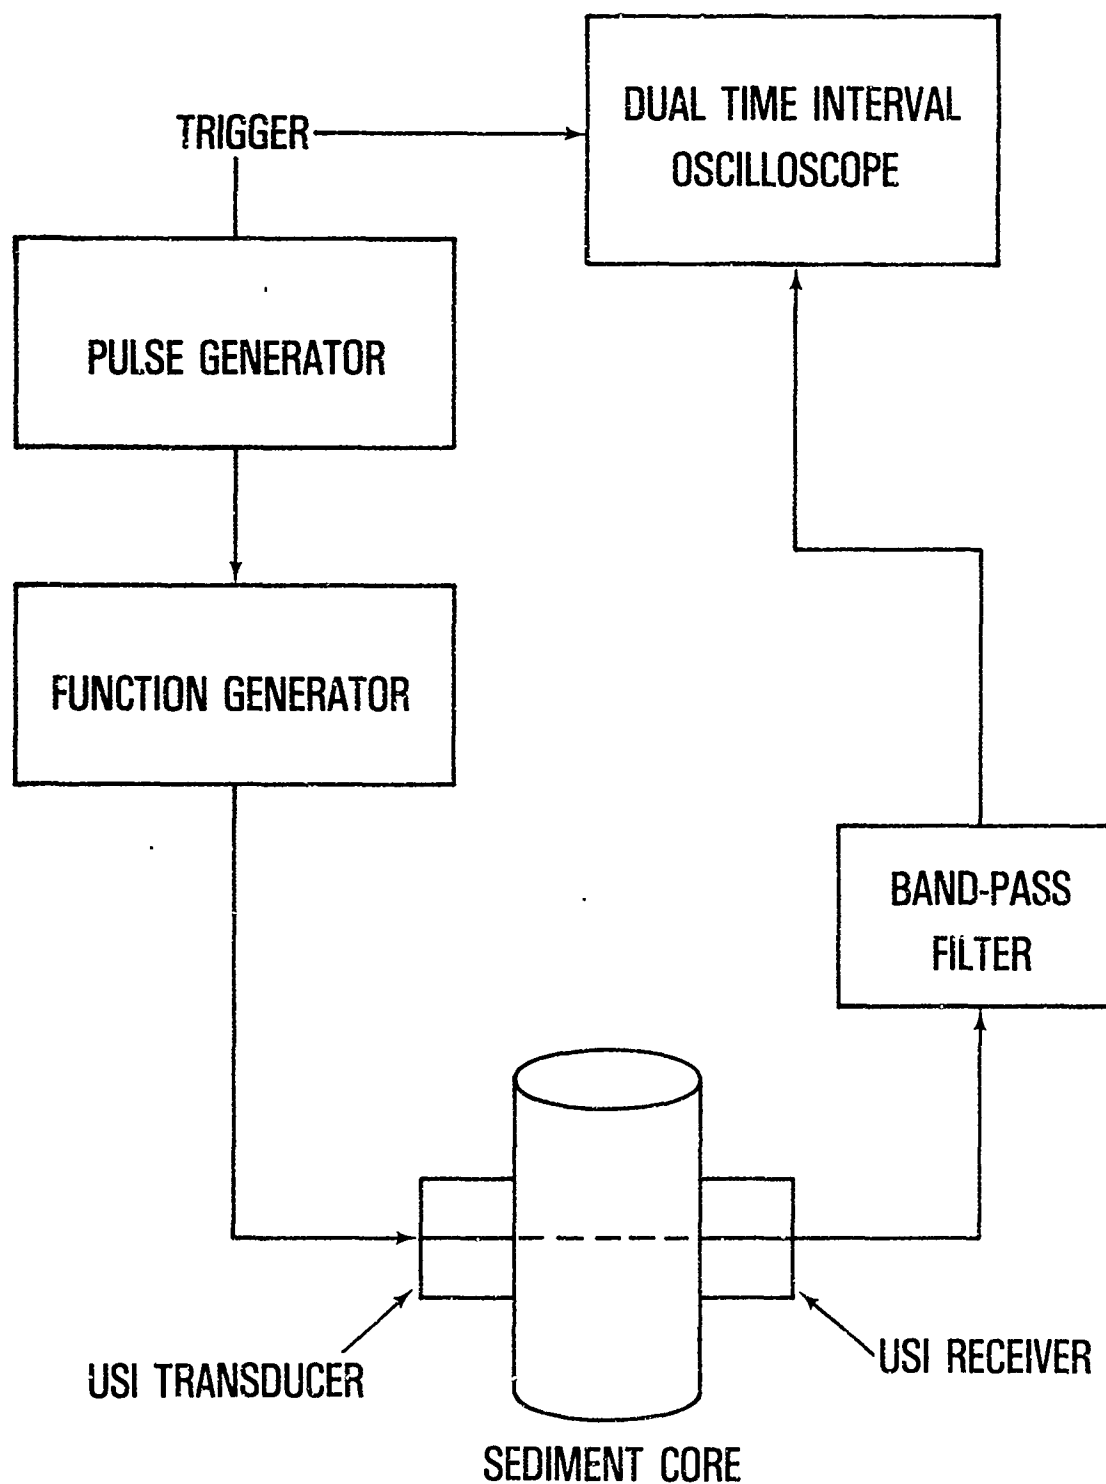 DUAL TIME INTERVAL
OSCILLOSCOPE
TRIGGER
PULSE GENERATOR
FUNCTION GENERATOR
BAND-PASS
FILTER
USI TRANSDUCER
USI RECEIVER
SEDIMENT CORE